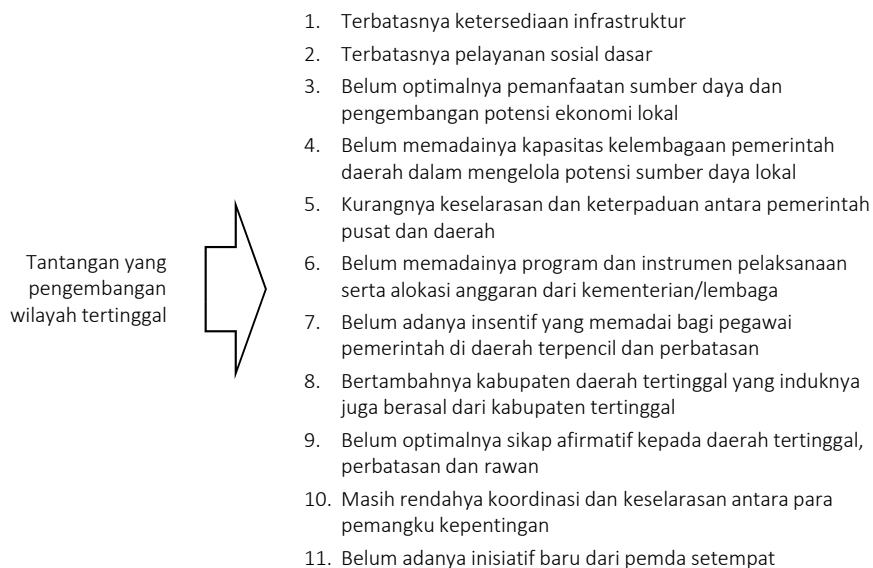 Tantangan yang
pengembangan
wilayah tertinggal
1. Terbatasnya ketersediaan infrastruktur
2. Terbatasnya pelayanan sosial dasar
3. Belum optimalnya pemanfaatan sumber daya dan
pengembangan potensi ekonomi lokal
4. Belum memadainya kapasitas kelembagaan pemerintah
daerah dalam mengelola potensi sumber daya lokal
5. Kurangnya keselarasan dan keterpaduan antara pemerintah
pusat dan daerah
6. Belum memadainya program dan instrumen pelaksanaan
serta alokasi anggaran dari kementerian/lembaga
7. Belum adanya insentif yang memadai bagi pegawai
pemerintah di daerah terpencil dan perbatasan
8. Bertambahnya kabupaten daerah tertinggal yang induknya
juga berasal dari kabupaten tertinggal
9. Belum optimalnya sikap afirmatif kepada daerah tertinggal,
perbatasan dan rawan
10. Masih rendahya koordinasi dan keselarasan antara para
pemangku kepentingan
11. Belum adanya inisiatif baru dari pemda setempat